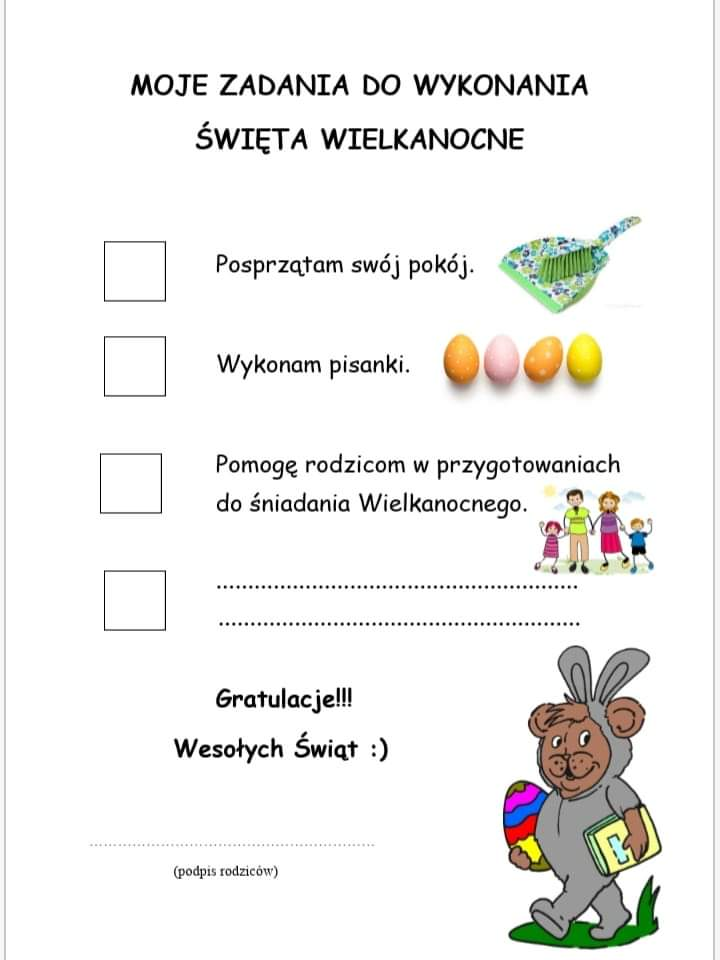 MOJE ZADANIA DO WYKONANIA
ŚWIĘTA WIELKANOCNE
Posprzątam swój pokój.
Wykonam pisanki.
Pomogę rodzicom w przygotowaniach
do śniadania Wielkanocnego.
............................................................
............................................................
Gratulacje!!!
Wesołych Świąt :)
............................................................
(podpis rodziców)